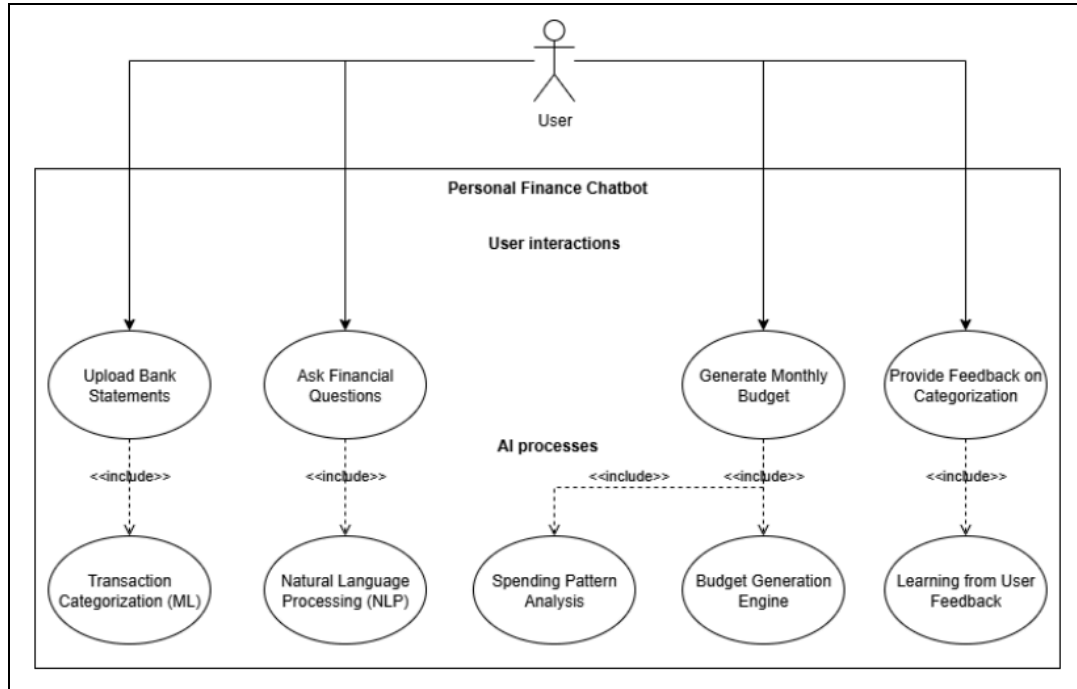 User
Personal Finance Chatbot
User interactions
Upload Bank
Statements
Ask Financial
Questions
Generate Monthly
Budget
Provide Feedback on
Categorization
AI processes
<<include>>
<<include>>
<<include>>
<<include>>
<<include>>
Transaction
Categorization (ML)
Natural Language
Processing (NLP)
Spending Pattern
Analysis
Budget Generation
Engine
Learning from User
Feedback